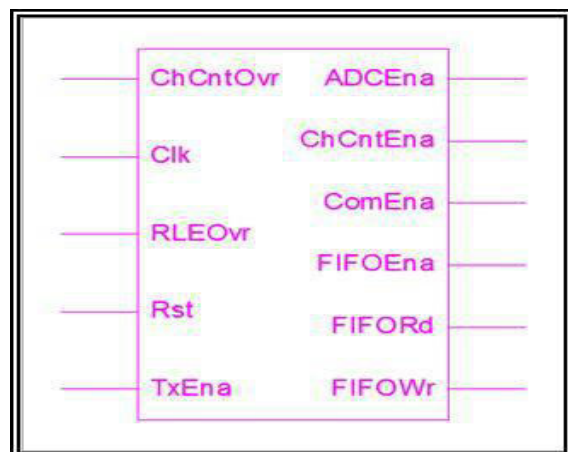 ChCntOvr
Clk
RLEOvr
Rst
TxEna
ADCEna
ChCntEna
ComEna
FIFOEna
FIFORd
FIFOWr